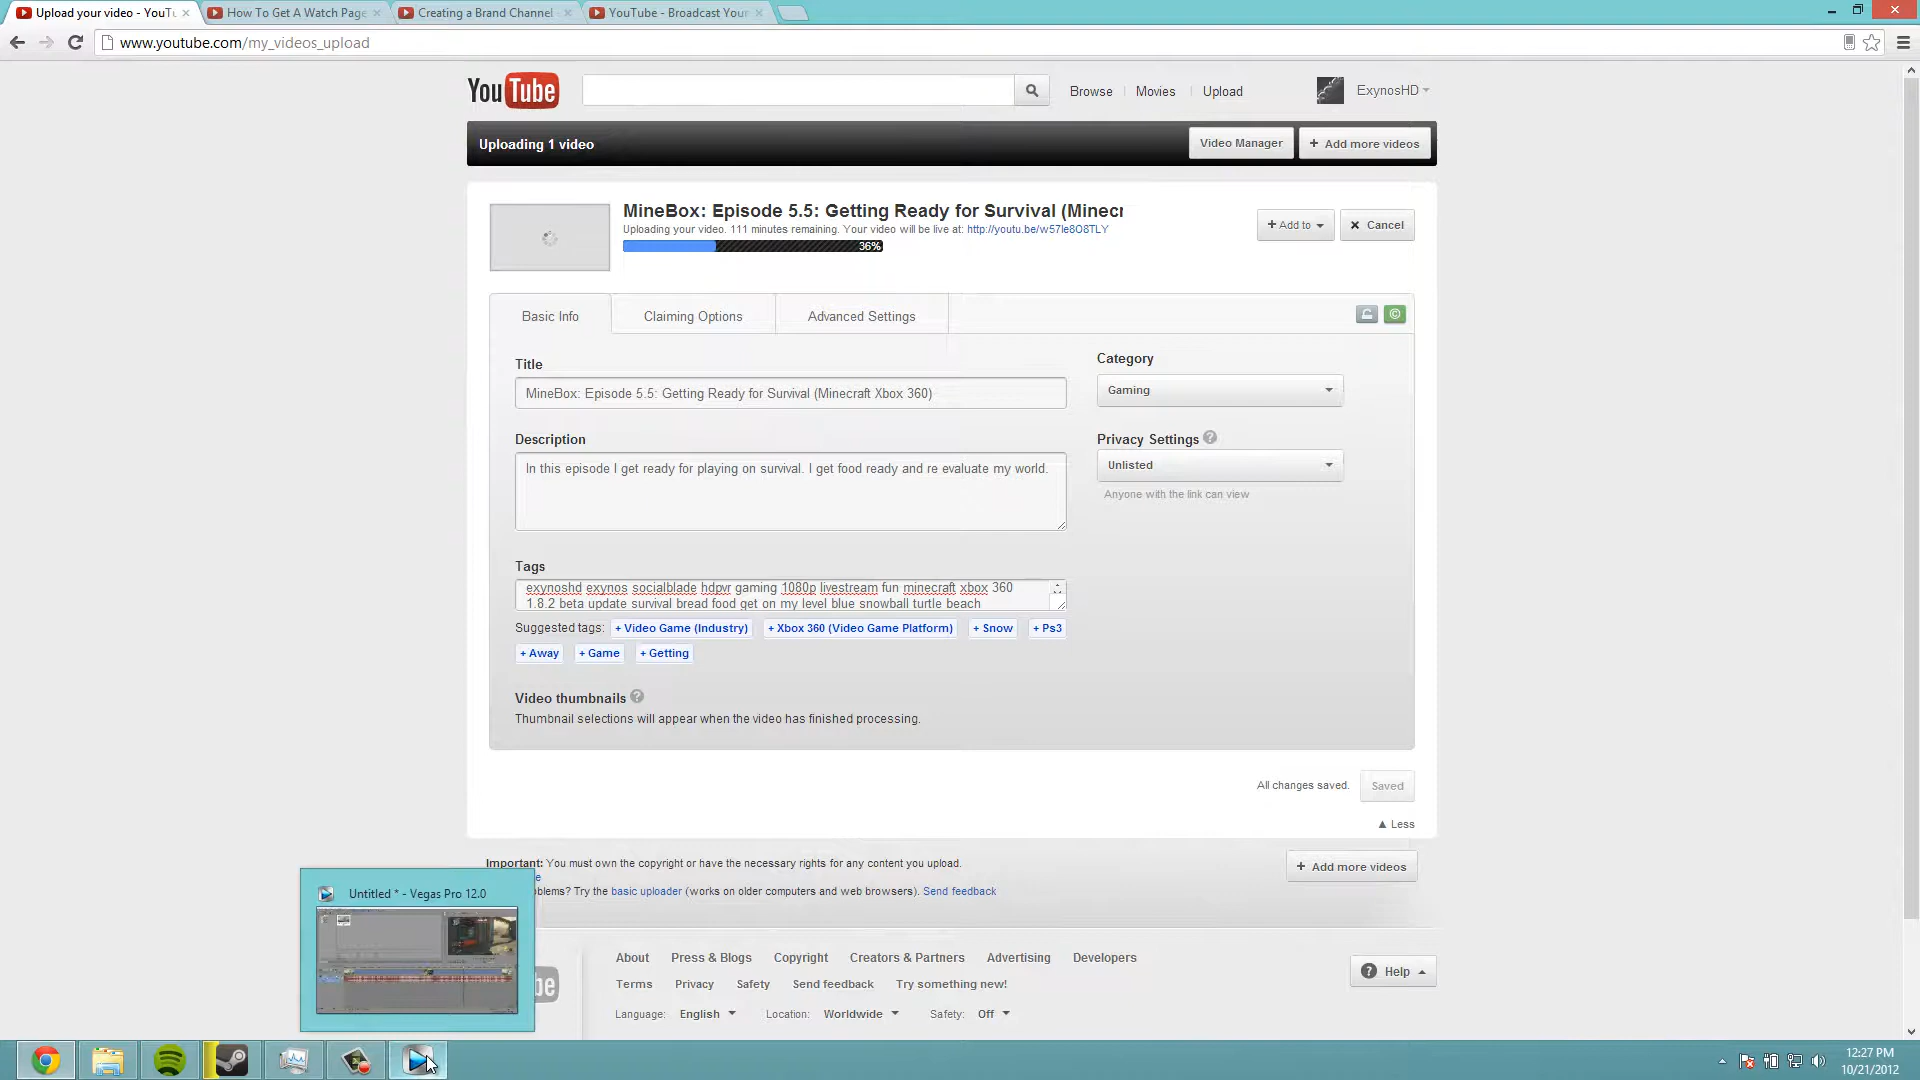 Upload your video - YouTu
How To Get A Watch Page
Creating a Brand Channel
YouTube - Broadcast Your
www.youtube.com/my_videos_upload
YouTube
Browse
Movies
Upload
ExynosHD
Uploading 1 video
Video Manager
+ Add more videos
MineBox: Episode 5.5: Getting Ready for Survival (Minecr
Uploading your video. 111 minutes remaining. Your video will be live at: http://youtu.be/w57Ie8O8TLY
36%
+ Add to
× Cancel
Basic Info
Claiming Options
Advanced Settings
Title
MineBox: Episode 5.5: Getting Ready for Survival (Minecraft Xbox 360)
Category
Gaming
Description
In this episode I get ready for playing on survival. I get food ready and re evaluate my world.
Privacy Settings ?
Unlisted
Anyone with the link can view
Tags
exynoshd exynos socialblade hdpvr gaming 1080p livestream fun minecraft xbox 360
1.8.2 beta update survival bread food get on my level blue snowball turtle beach
Suggested tags: + Video Game (Industry) + Xbox 360 (Video Game Platform) + Snow + Ps3
+ Away + Game + Getting
Video thumbnails ?
Thumbnail selections will appear when the video has finished processing.
All changes saved.
Saved
▲ Less
Important: You must own the copyright or have the necessary rights for any content you upload.
+ Add more videos
oblems? Try the basic uploader (works on older computers and web browsers). Send feedback
Untitled * - Vegas Pro 12.0
About Press & Blogs Copyright Creators & Partners Advertising Developers
Terms Privacy Safety Send feedback Try something new!
Language: English Location: Worldwide Safety: Off
? Help
12:27 PM
10/21/2012